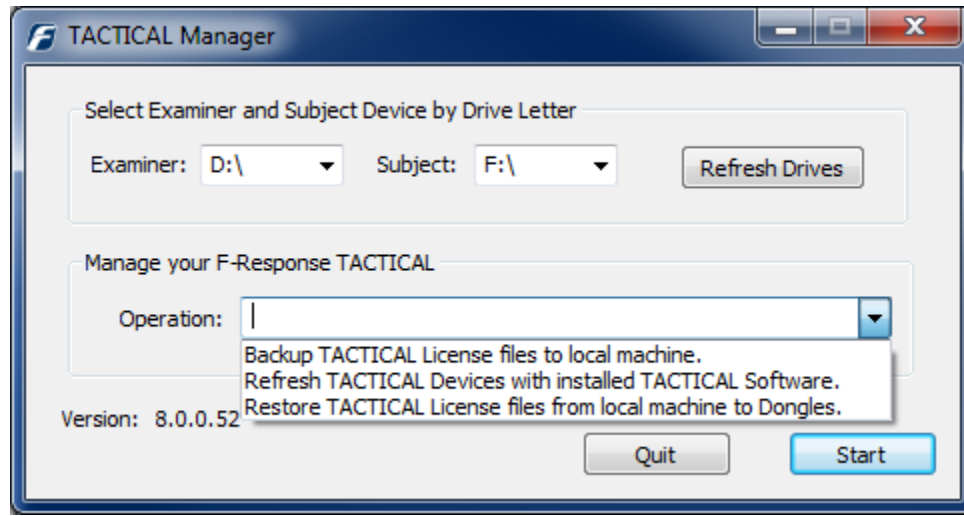 TACTICAL Manager
Select Examiner and Subject Device by Drive Letter
Examiner: D:\ Subject: F:\ Refresh Drives
Manage your F-Response TACTICAL
Operation:
Backup TACTICAL License files to local machine.
Refresh TACTICAL Devices with installed TACTICAL Software.
Restore TACTICAL License files from local machine to Dongles.
Version: 8.0.0.52
Quit Start